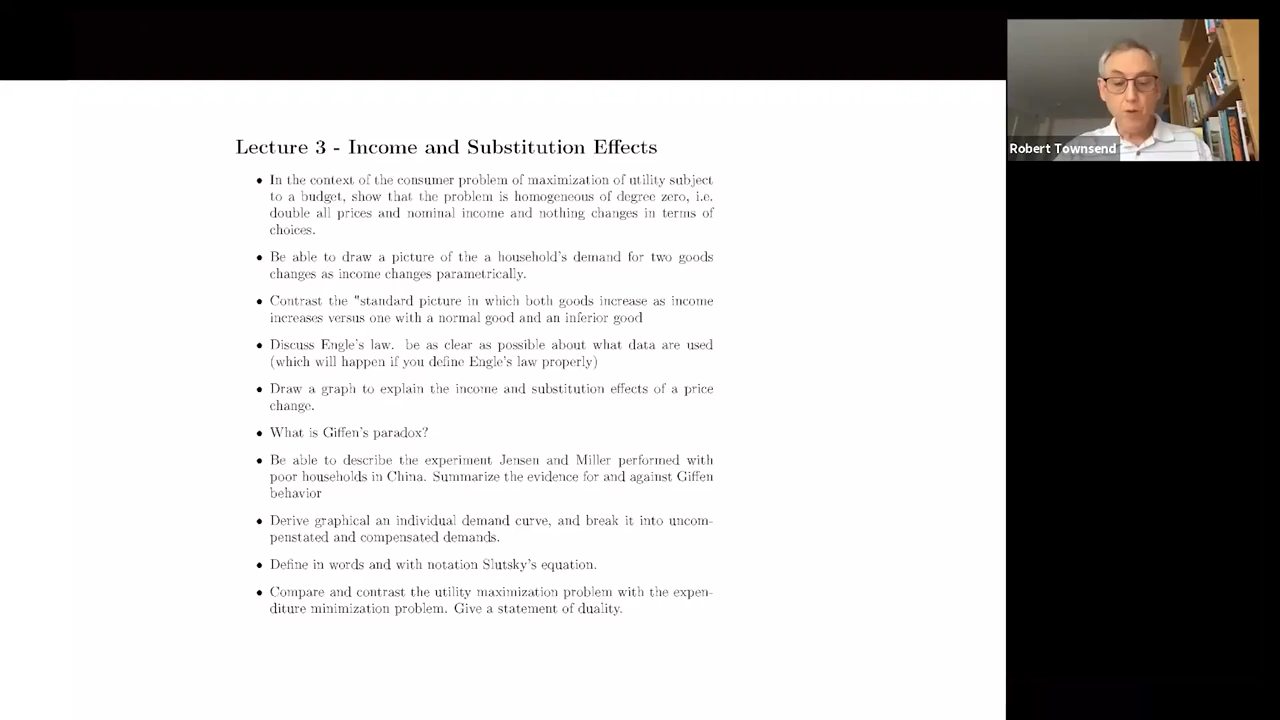 Lecture 3 - Income and Substitution Effects
• In the context of the consumer problem of maximization of utility subject
to a budget, show that the problem is homogeneous of degree zero, i.e.
double all prices and nominal income and nothing changes in terms of
choices.
• Be able to draw a picture of the a household's demand for two goods
changes as income changes parametrically.
• Contrast the "standard picture in which both goods increase as income
increases versus one with a normal good and an inferior good
• Discuss Engle's law. be as clear as possible about what data are used
(which will happen if you define Engle's law properly)
• Draw a graph to explain the income and substitution effects of a price
change.
• What is Giffen's paradox?
• Be able to describe the experiment Jensen and Miller performed with
poor households in China. Summarize the evidence for and against Giffen
behavior
• Derive graphical an individual demand curve, and break it into uncom-
penstated and compensated demands.
• Define in words and with notation Slutsky's equation.
• Compare and contrast the utility maximization problem with the expen-
diture minimization problem. Give a statement of duality.
Robert Townsend